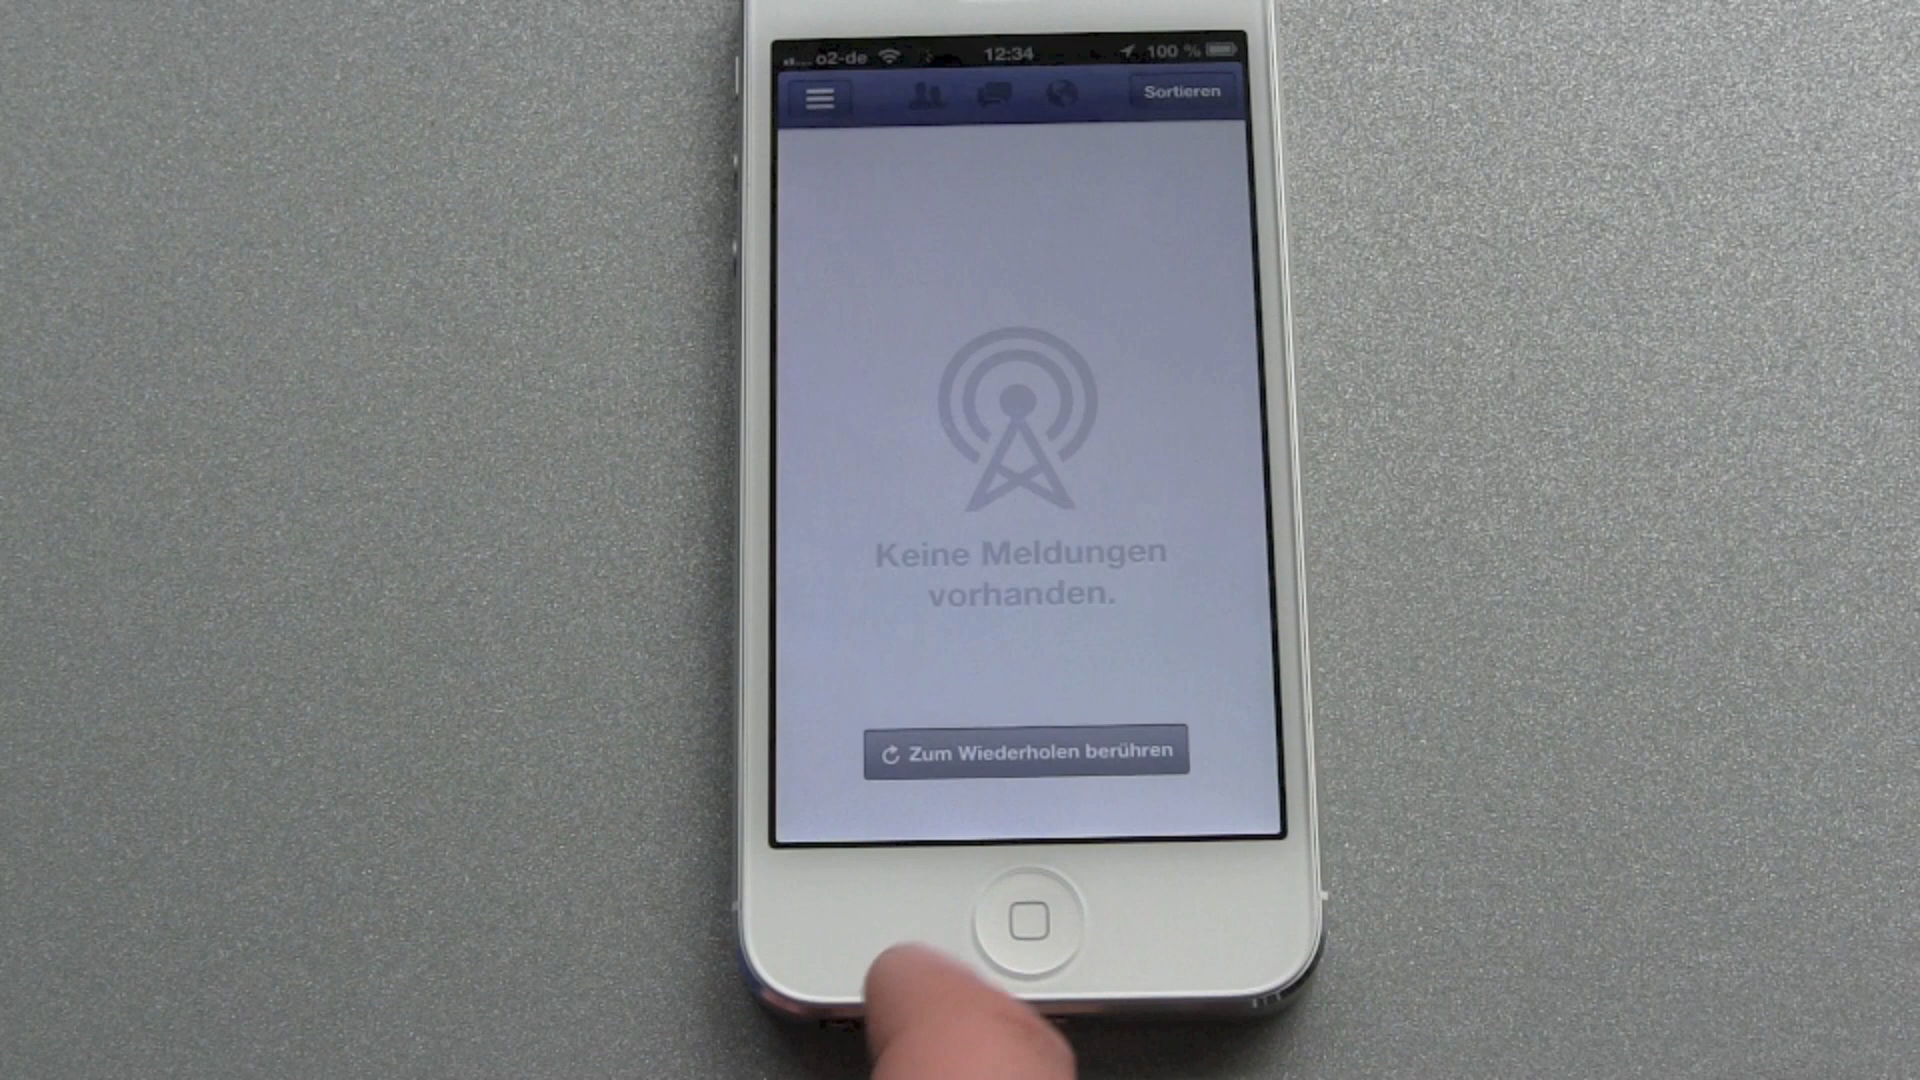 o2-de 12:34 100 %
Sortieren
Keine Meldungen
vorhanden.
Zum Wiederholen berühren